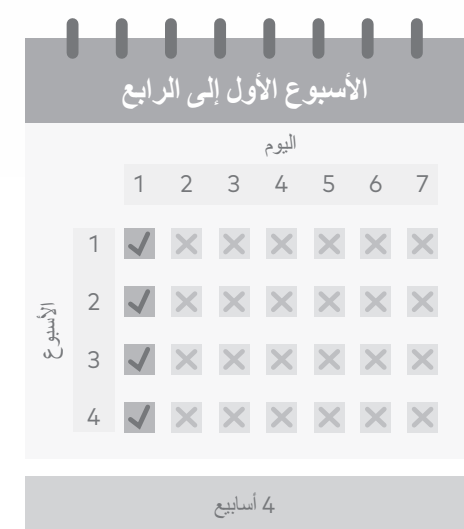 الأسبوع الأول إلى الرابع
اليوم
1 2 3 4 5 6 7
الأسبوع
1
2
3
4
4 أسابيع